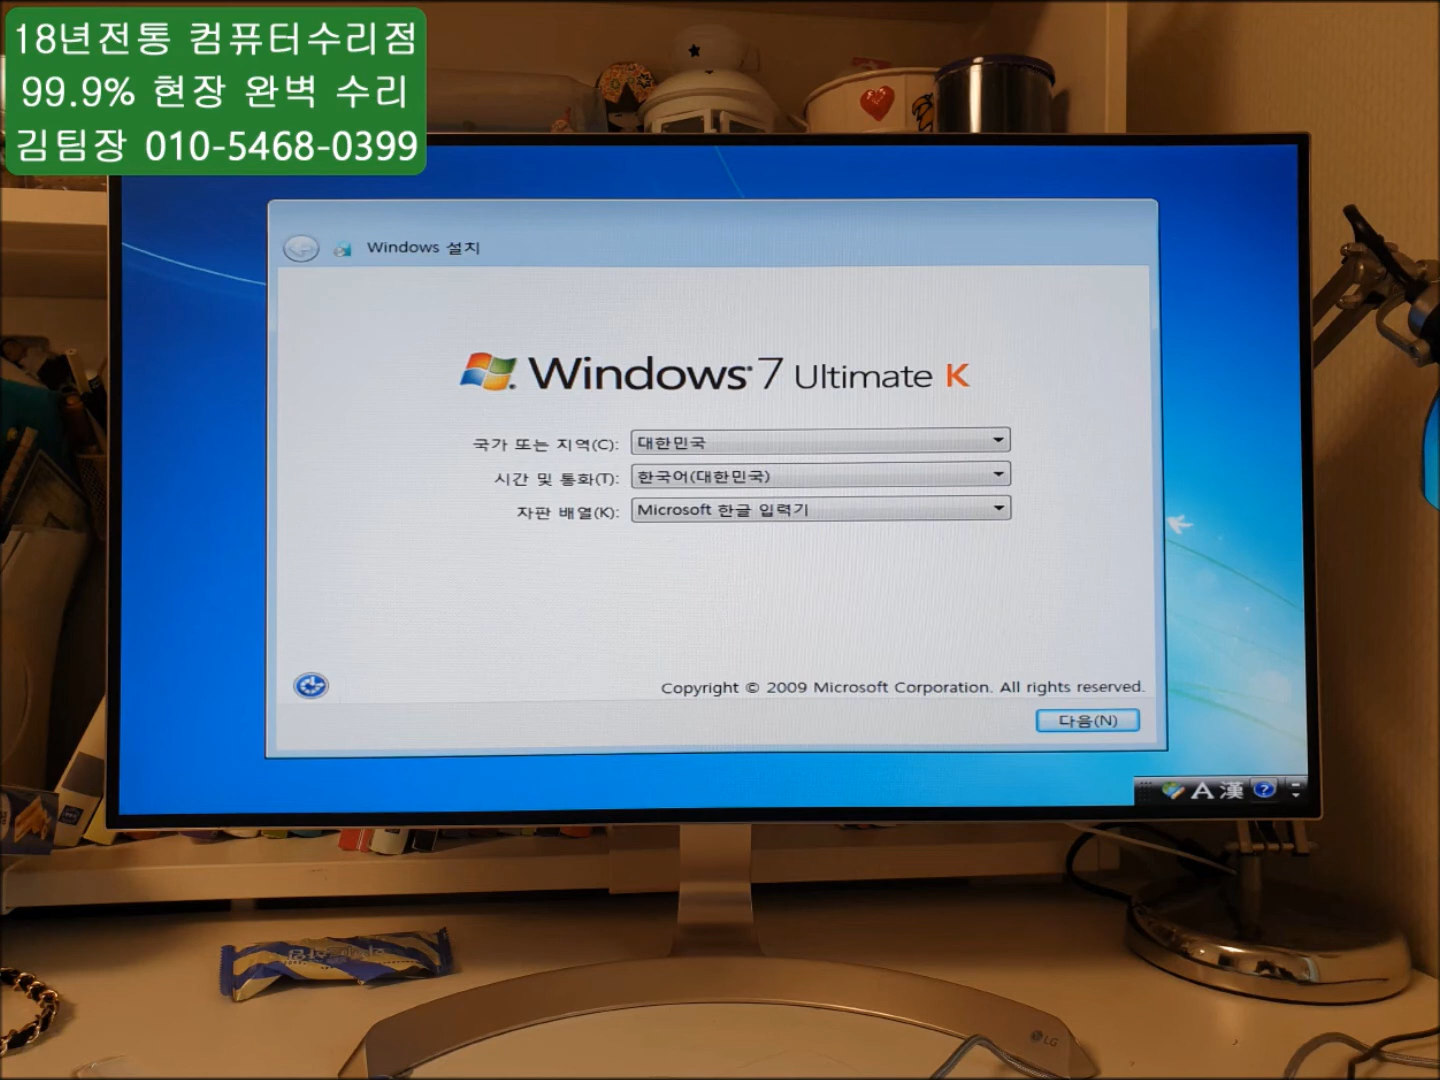 18년전통 컴퓨터수리점
99.9% 현장 완벽 수리
김팀장 010-5468-0399
Windows 설치
Windows 7 Ultimate K
국가 또는 지역(C): 대한민국
시간 및 통화(T): 한국어(대한민국)
자판 배열(K): Microsoft 한글 입력기
Copyright © 2009 Microsoft Corporation. All rights reserved.
다음(N)
A 漢 ?
LG